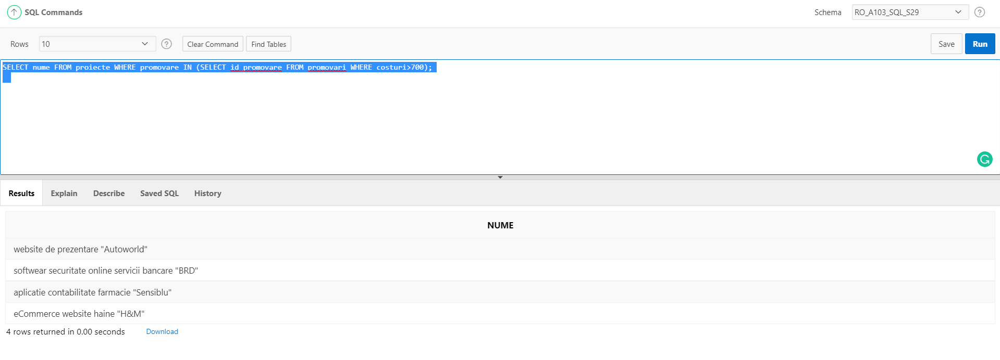 SQL Commands
Schema
RO_A103_SQL_S29
?
Rows
10
?
Clear Command
Find Tables
Save
Run
SELECT nume FROM proiecte WHERE promovare IN (SELECT id_promovare FROM promovari WHERE costuri>700);
Results
Explain
Describe
Saved SQL
History
NUME
website de prezentare "Autoworld"
softwear securitate online servicii bancare "BRD"
aplicatie contabilitate farmacie "Sensiblu"
eCommerce website haine "H&M"
4 rows returned in 0.00 seconds
Download